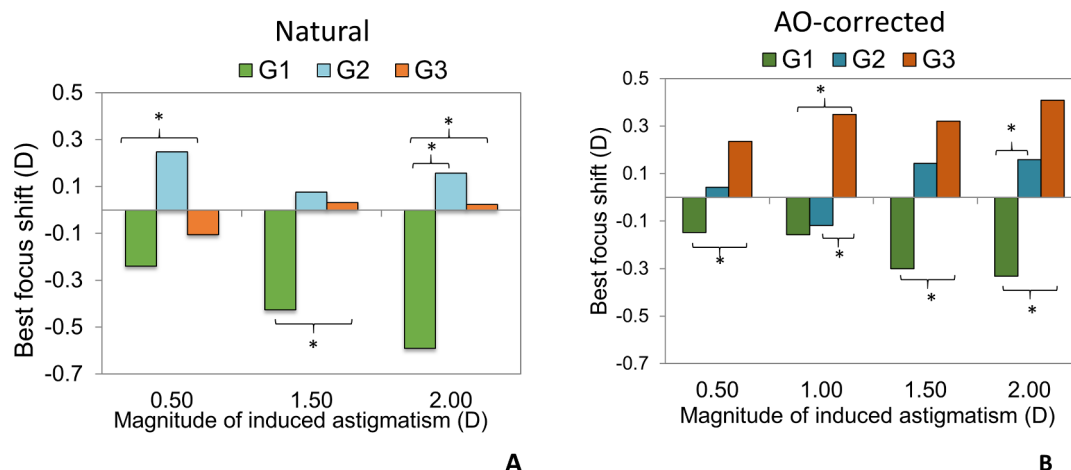 Natural
G1 G2 G3
Best focus shift (D)
0.5
0.3
0.1
-0.1
-0.3
-0.5
-0.7
* * * *
0.50 1.50 2.00
Magnitude of induced astigmatism (D)
A
AO-corrected
G1 G2 G3
Best focus shift (D)
0.5
0.3
0.1
-0.1
-0.3
-0.5
-0.7
* * * * * *
0.50 1.00 1.50 2.00
Magnitude of induced astigmatism (D)
B